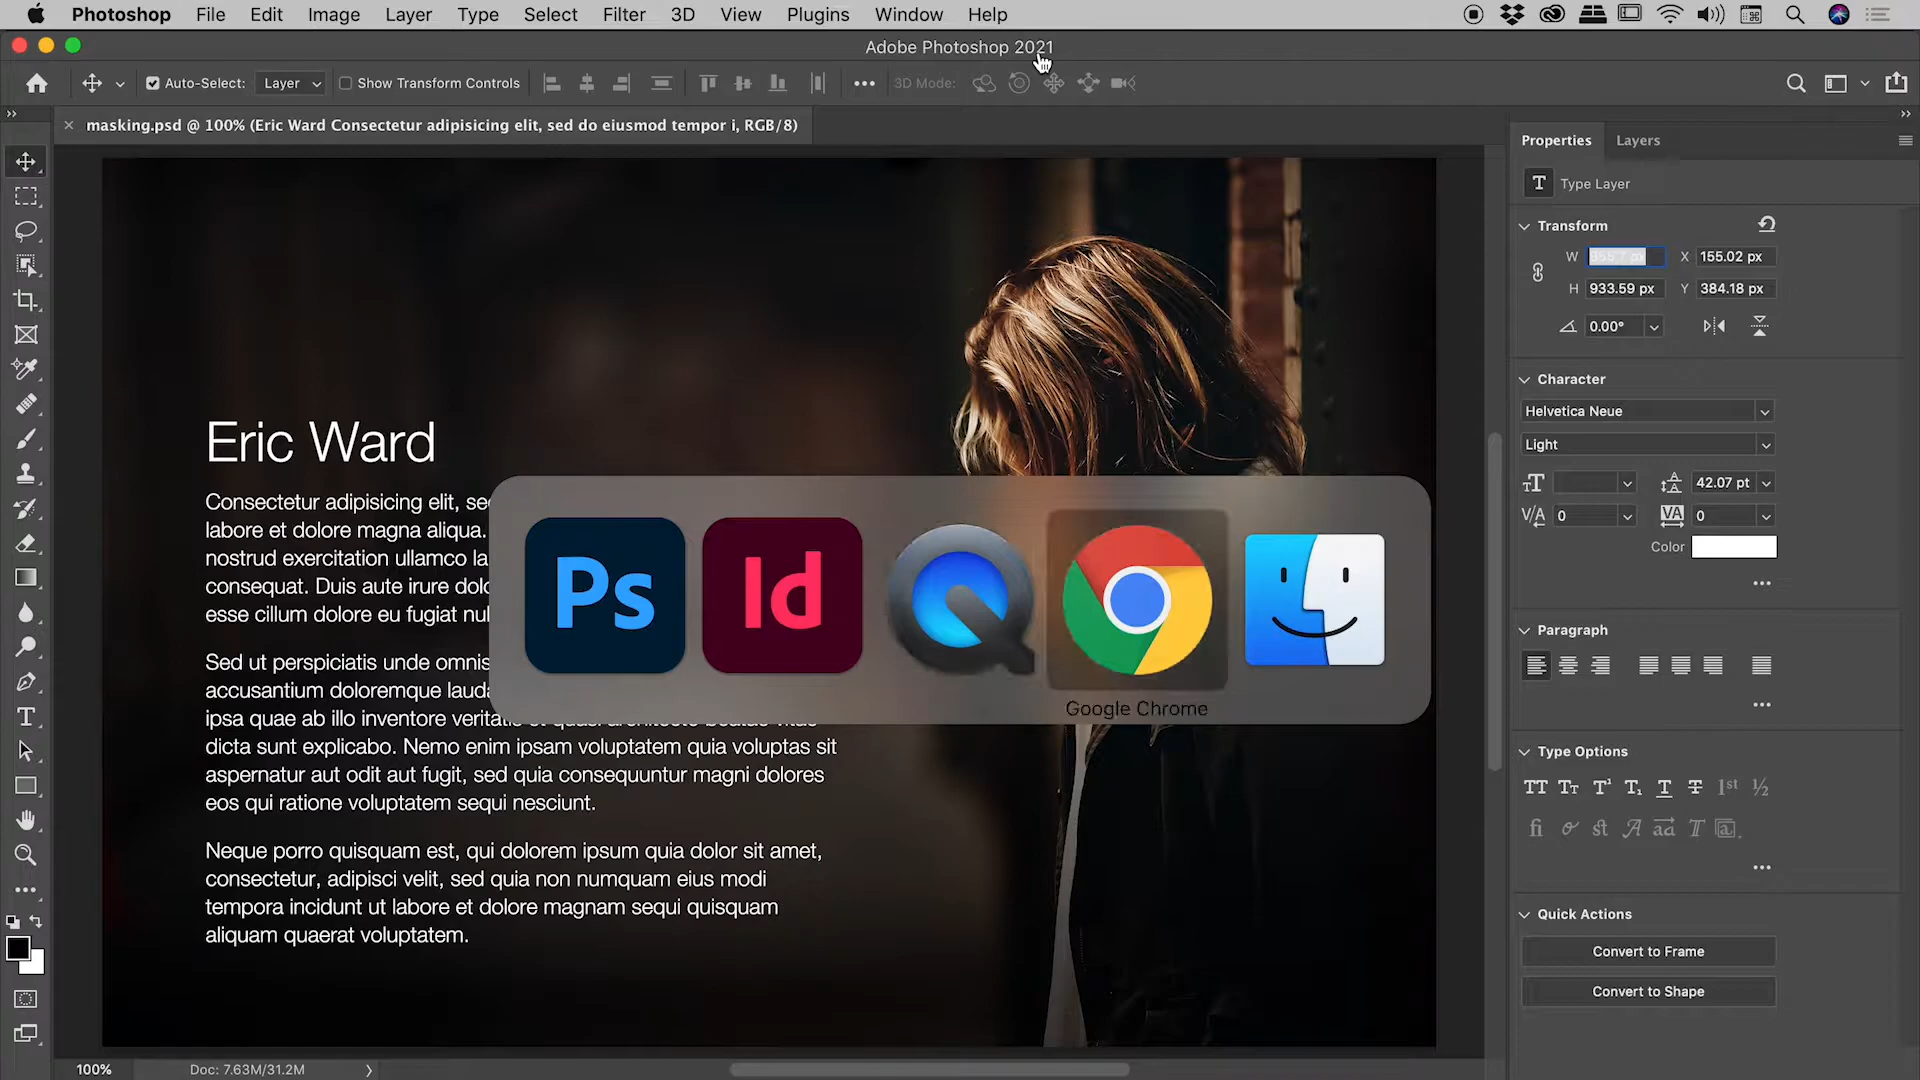 Photoshop File Edit Image Layer Type Select Filter 3D View Plugins Window Help
Adobe Photoshop 2021
Auto-Select: Layer Show Transform Controls 3D Mode:
masking.psd @ 100% (Eric Ward Consectetur adipisicing elit, sed do eiusmod tempor i, RGB/8)
Properties Layers
T Type Layer
Transform
W X 155.02 px
H 933.59 px Y 384.18 px
0.00°
Character
Helvetica Neue
Light
42.07 pt
0 0
Color
Paragraph
Type Options
Quick Actions
Convert to Frame
Convert to Shape
Eric Ward
Consectetur adipisicing elit, se
labore et dolore magna aliqua.
nostrud exercitation ullamco la
consequat. Duis aute irure dolo
esse cillum dolore eu fugiat nul
Sed ut perspiciatis unde omnis
accusantium doloremque lauda
ipsa quae ab illo inventore veritatis et quasi architecto beatae vitae
dicta sunt explicabo. Nemo enim ipsam voluptatem quia voluptas sit
aspernatur aut odit aut fugit, sed quia consequuntur magni dolores
eos qui ratione voluptatem sequi nesciunt.
Neque porro quisquam est, qui dolorem ipsum quia dolor sit amet,
consectetur, adipisci velit, sed quia non numquam eius modi
tempora incidunt ut labore et dolore magnam sequi quisquam
aliquam quaerat voluptatem.
Ps Id
Google Chrome
100% Doc: 7.63M/31.2M